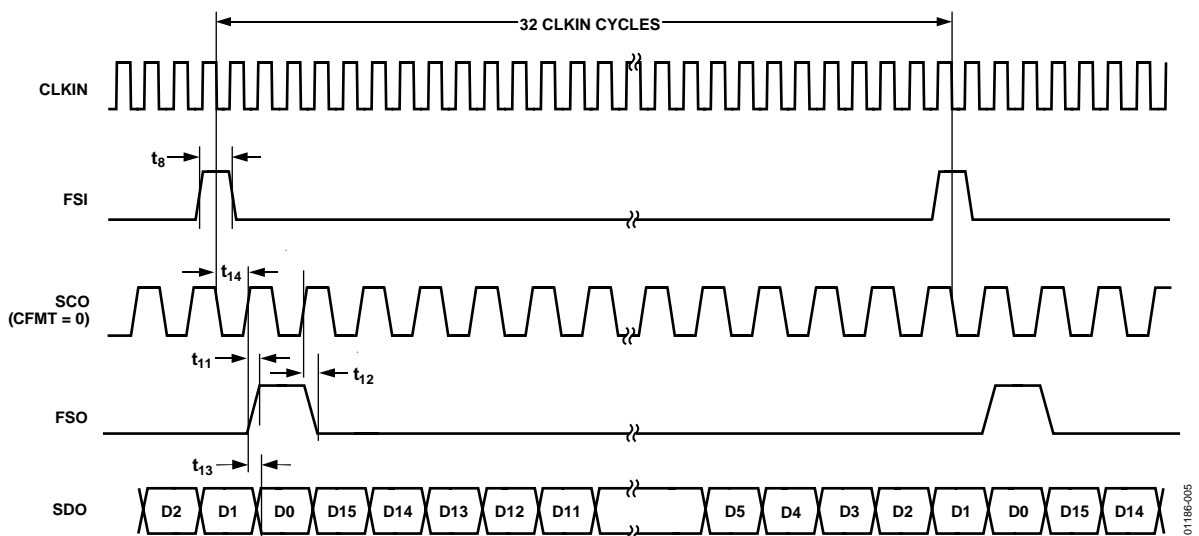 32 CLKIN CYCLES
CLKIN
t8
FSI
t14
SCO
(CFMT = 0)
t11
t12
FSO
t13
SDO
D2 D1 D0 D15 D14 D13 D12 D11 D5 D4 D3 D2 D1 D0 D15 D14
01186-005